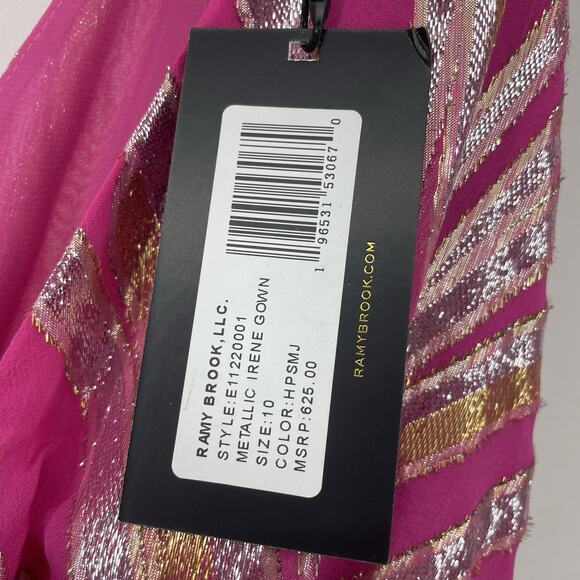 RAMY BROOK,LLC.
STYLE:E11220001
METALLIC IRENE GOWN
SIZE:10
COLOR:HPSMJ
MSRP:625.00
1 96531 53067 0
RAMYBROOK.COM